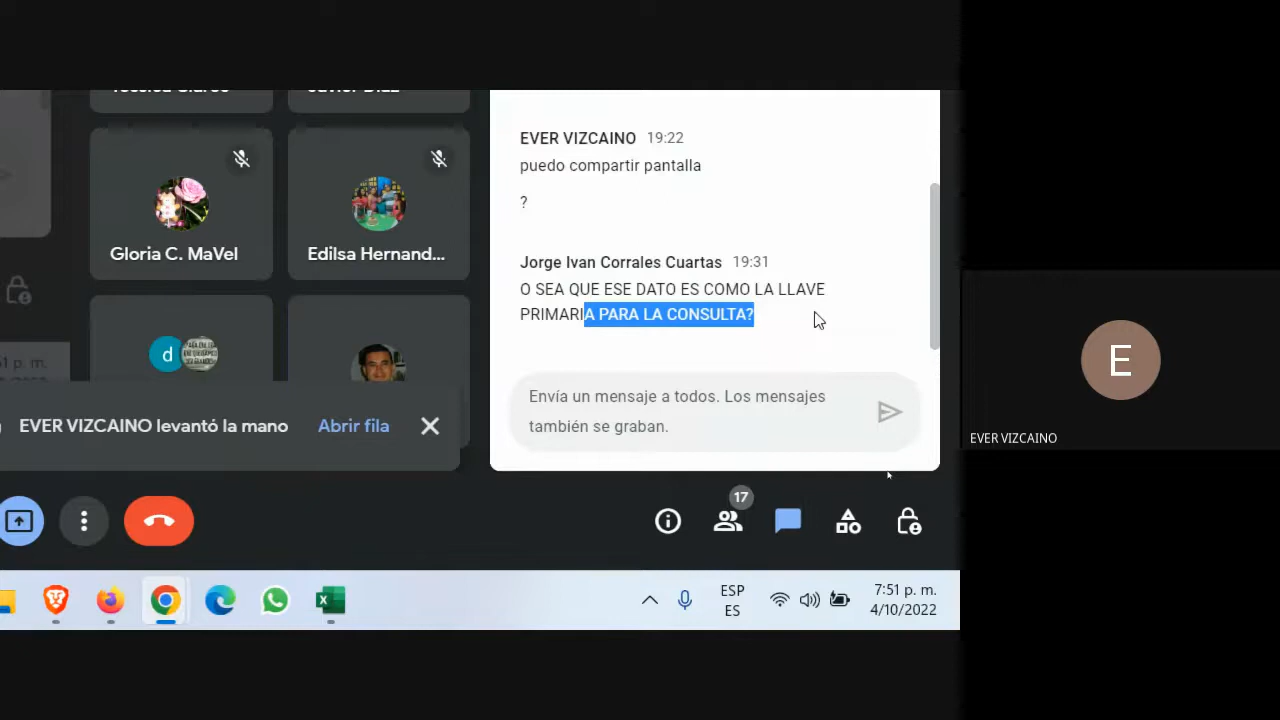 EVER VIZCAINO 19:22
puedo compartir pantalla
?
Jorge Ivan Corrales Cuartas 19:31
O SEA QUE ESE DATO ES COMO LA LLAVE
PRIMARIA PARA LA CONSULTA?
Envía un mensaje a todos. Los mensajes
también se graban.
Gloria C. MaVel
Edilsa Hernand...
d
EVER VIZCAINO levantó la mano
Abrir fila
17
E
EVER VIZCAINO
ESP
ES
7:51 p. m.
4/10/2022